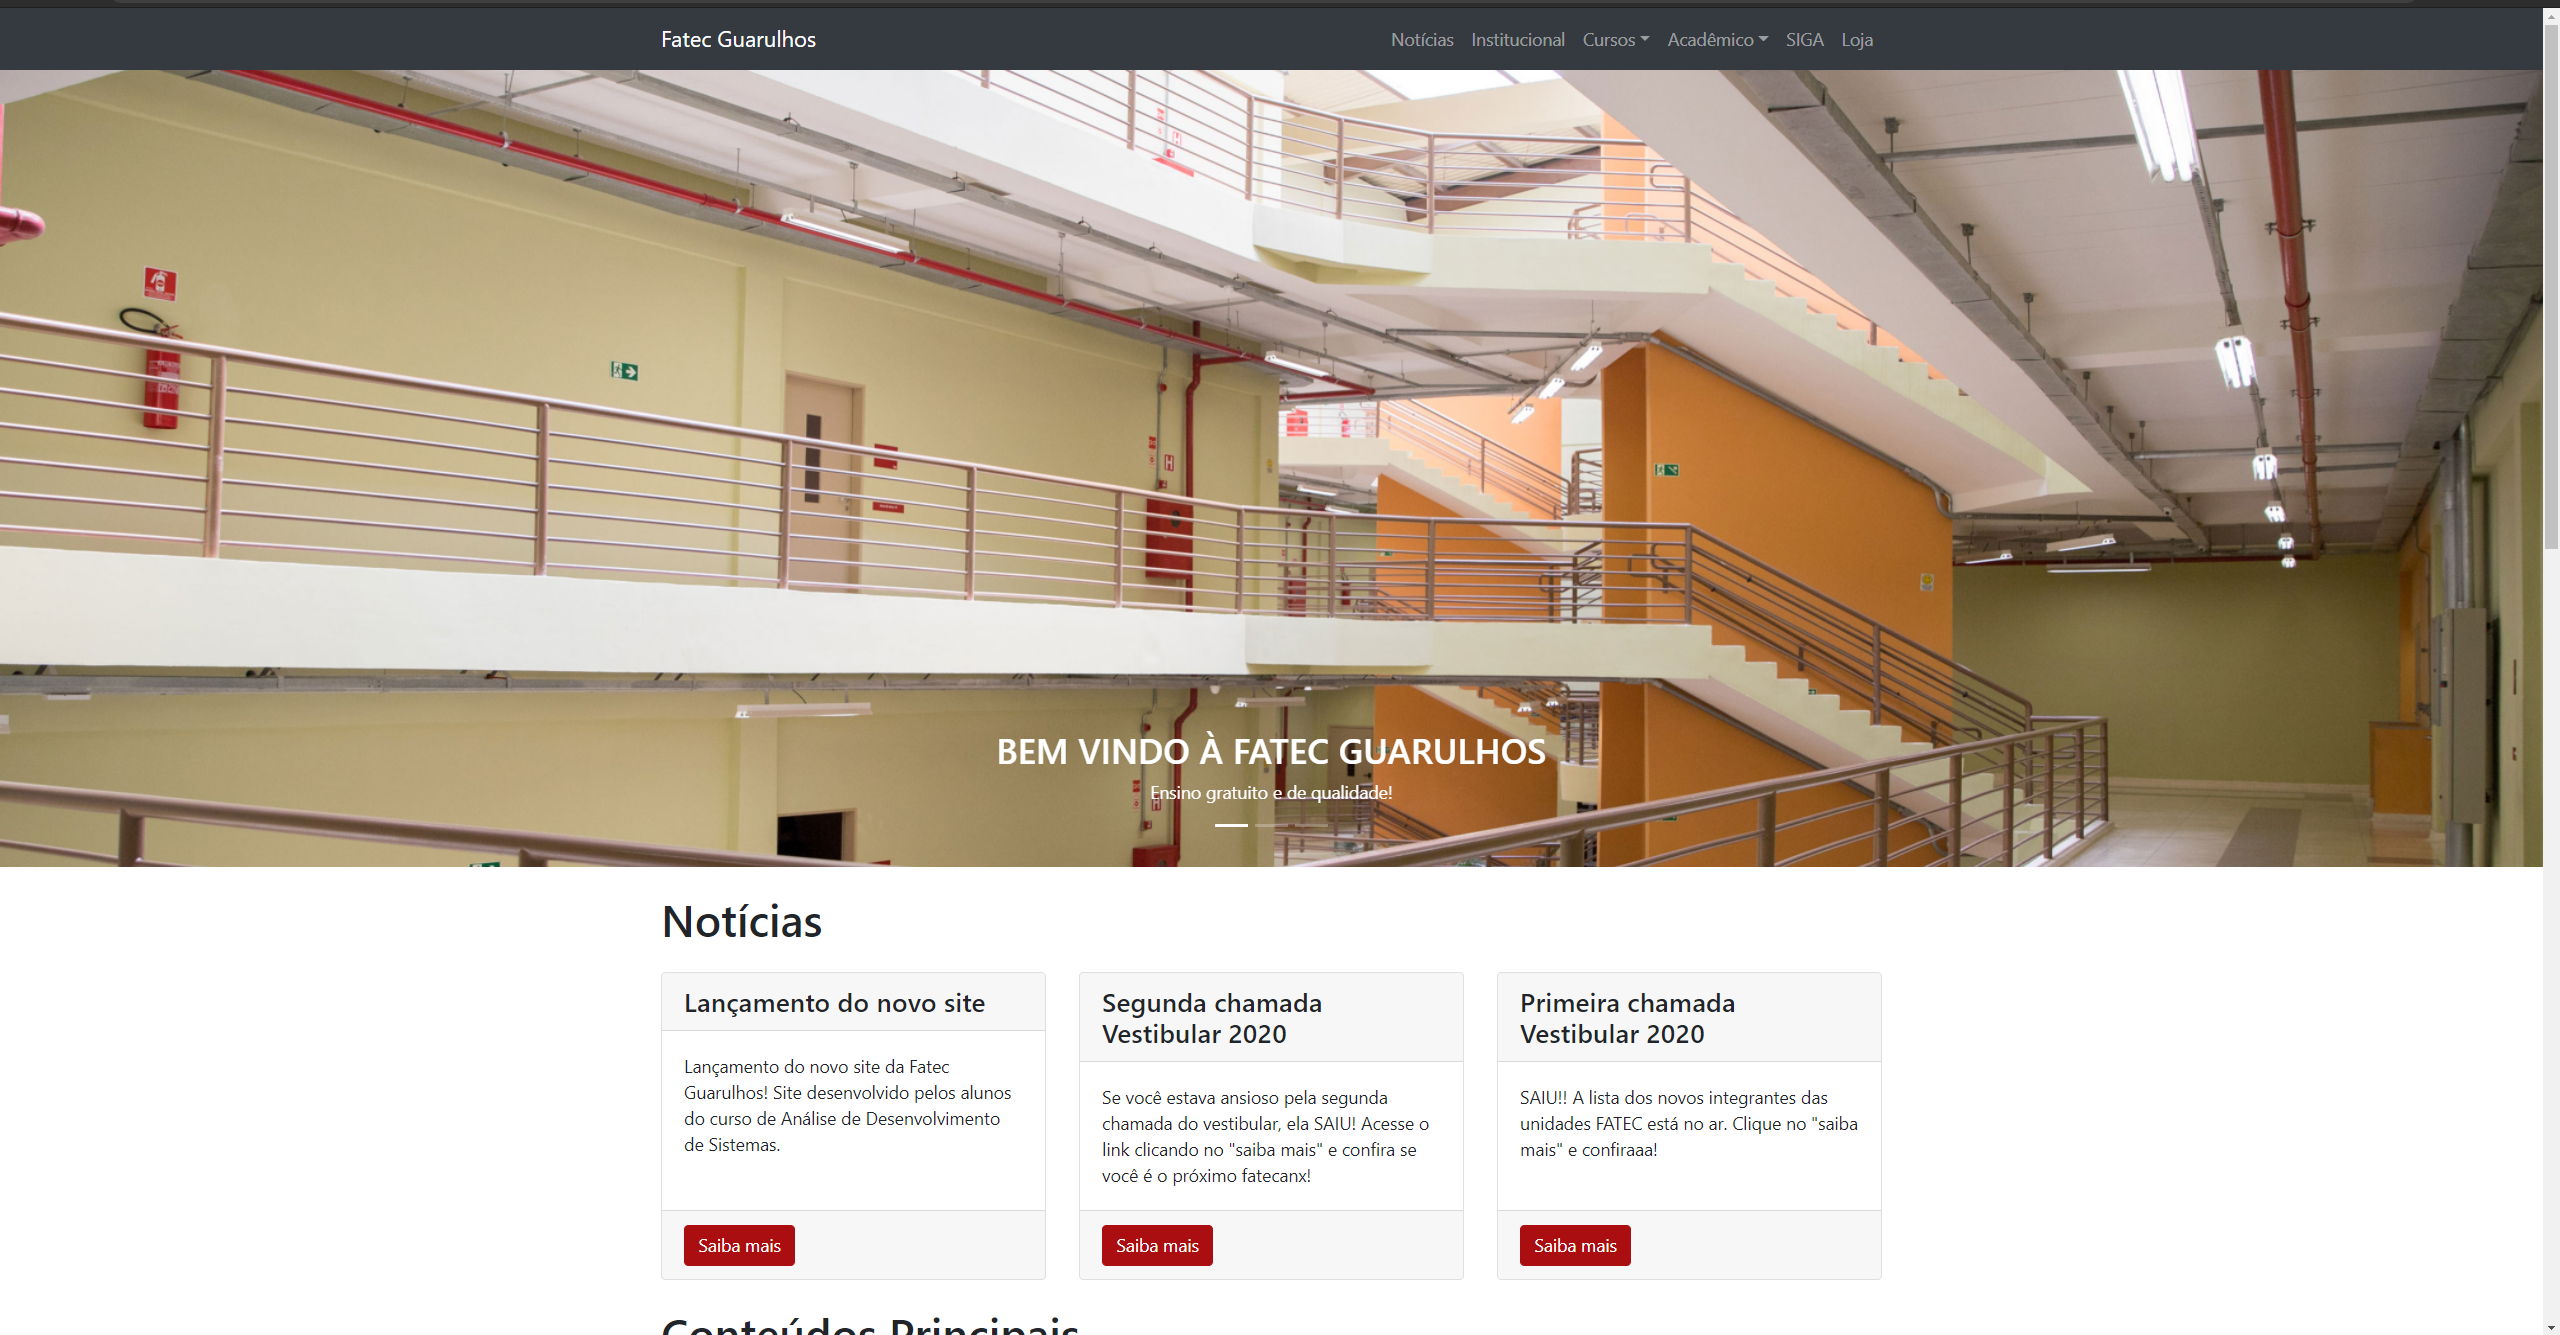 Fatec Guarulhos
Notícias Institucional Cursos Acadêmico SIGA Loja
BEM VINDO À FATEC GUARULHOS
Ensino gratuito e de qualidade!
Notícias
Lançamento do novo site
Lançamento do novo site da Fatec
Guarulhos! Site desenvolvido pelos alunos
do curso de Análise de Desenvolvimento
de Sistemas.
Saiba mais
Segunda chamada
Vestibular 2020
Se você estava ansioso pela segunda
chamada do vestibular, ela SAIU! Acesse o
link clicando no "saiba mais" e confira se
você é o próximo fatecanx!
Saiba mais
Primeira chamada
Vestibular 2020
SAIU!! A lista dos novos integrantes das
unidades FATEC está no ar. Clique no "saiba
mais" e confiraaa!
Saiba mais
Conteúdos Principais